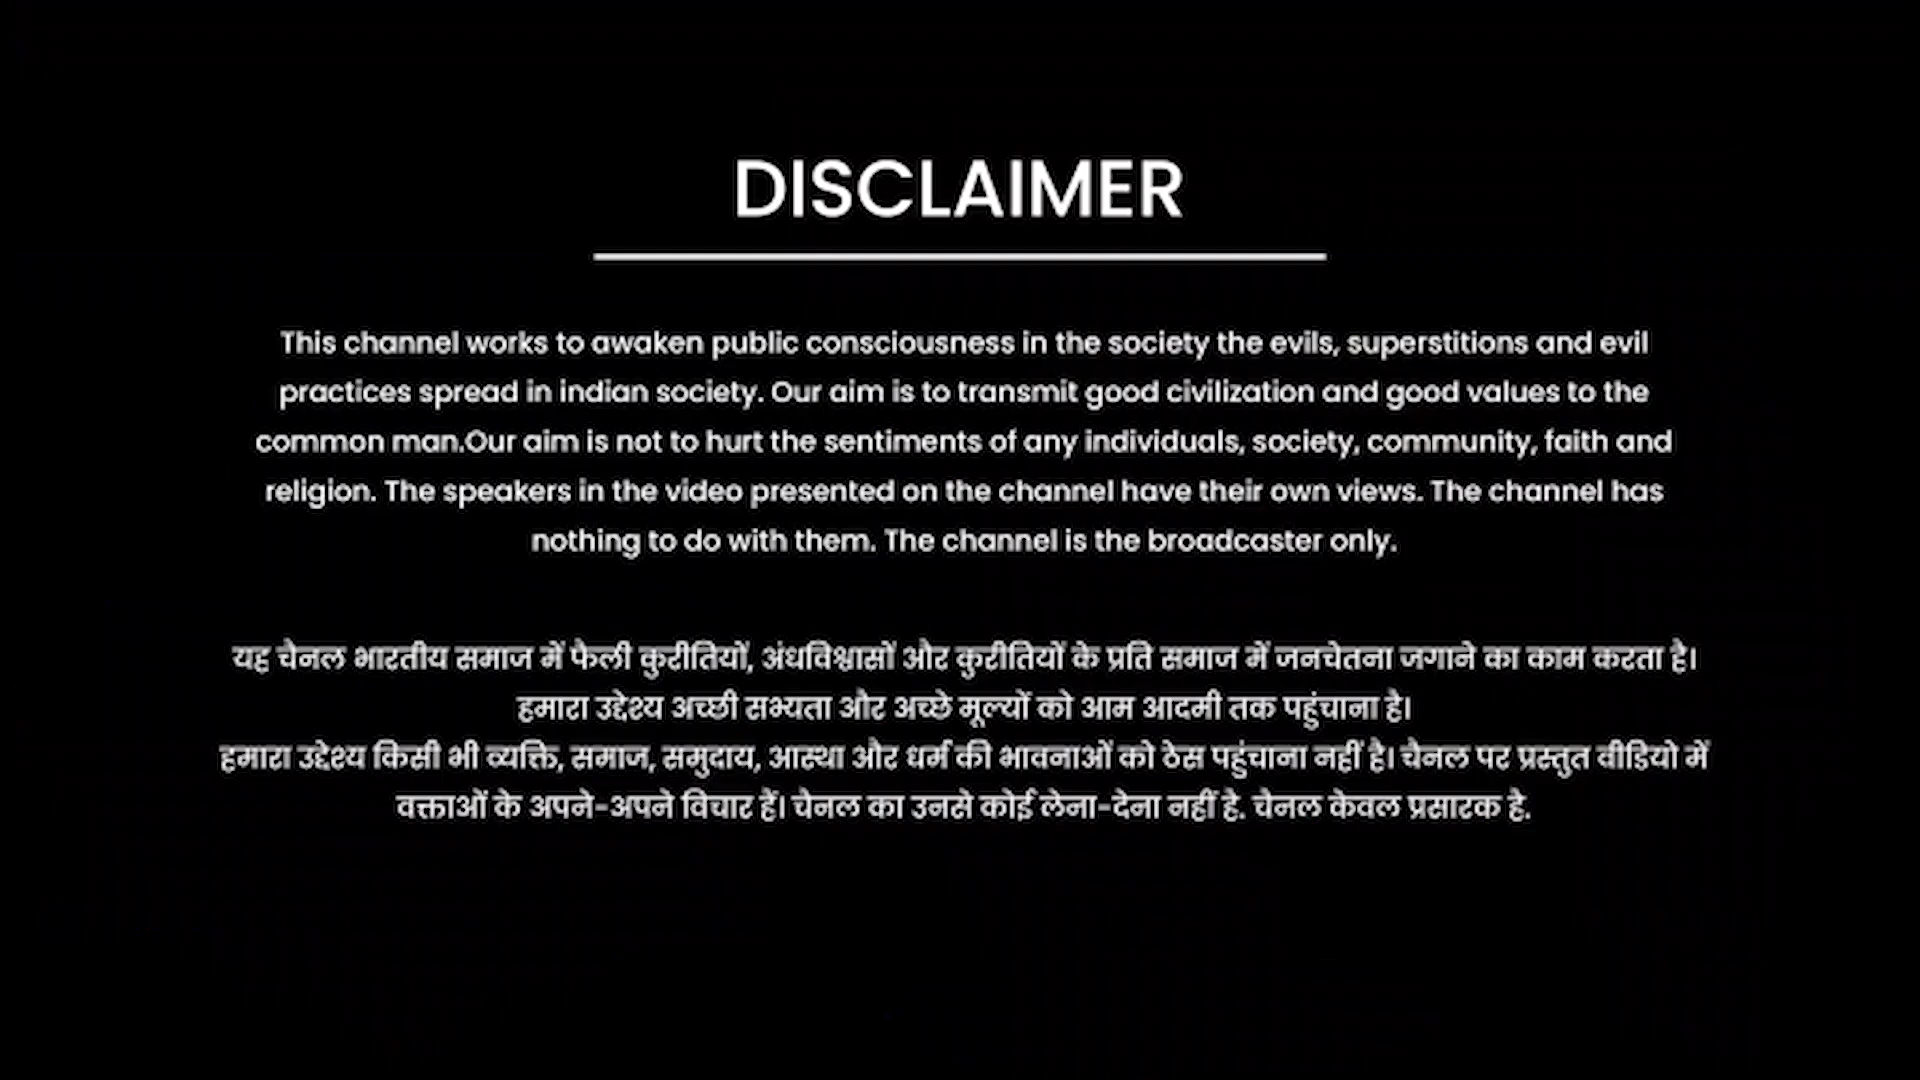 DISCLAIMER
This channel works to awaken public consciousness in the society the evils, superstitions and evil
practices spread in indian society. Our aim is to transmit good civilization and good values to the
common man.Our aim is not to hurt the sentiments of any individuals, society, community, faith and
religion. The speakers in the video presented on the channel have their own views. The channel has
nothing to do with them. The channel is the broadcaster only.
यह चैनल भारतीय समाज में फैली कुरीतियों, अंधविश्वासों और कुरीतियों के प्रति समाज में जनचेतना जगाने का काम करता है।
हमारा उद्देश्य अच्छी सभ्यता और अच्छे मूल्यों को आम आदमी तक पहुंचाना है।
हमारा उद्देश्य किसी भी व्यक्ति, समाज, समुदाय, आस्था और धर्म की भावनाओं को ठेस पहुंचाना नहीं है। चैनल पर प्रस्तुत वीडियो में
वक्ताओं के अपने-अपने विचार हैं। चैनल का उनसे कोई लेना-देना नहीं है. चैनल केवल प्रसारक है.